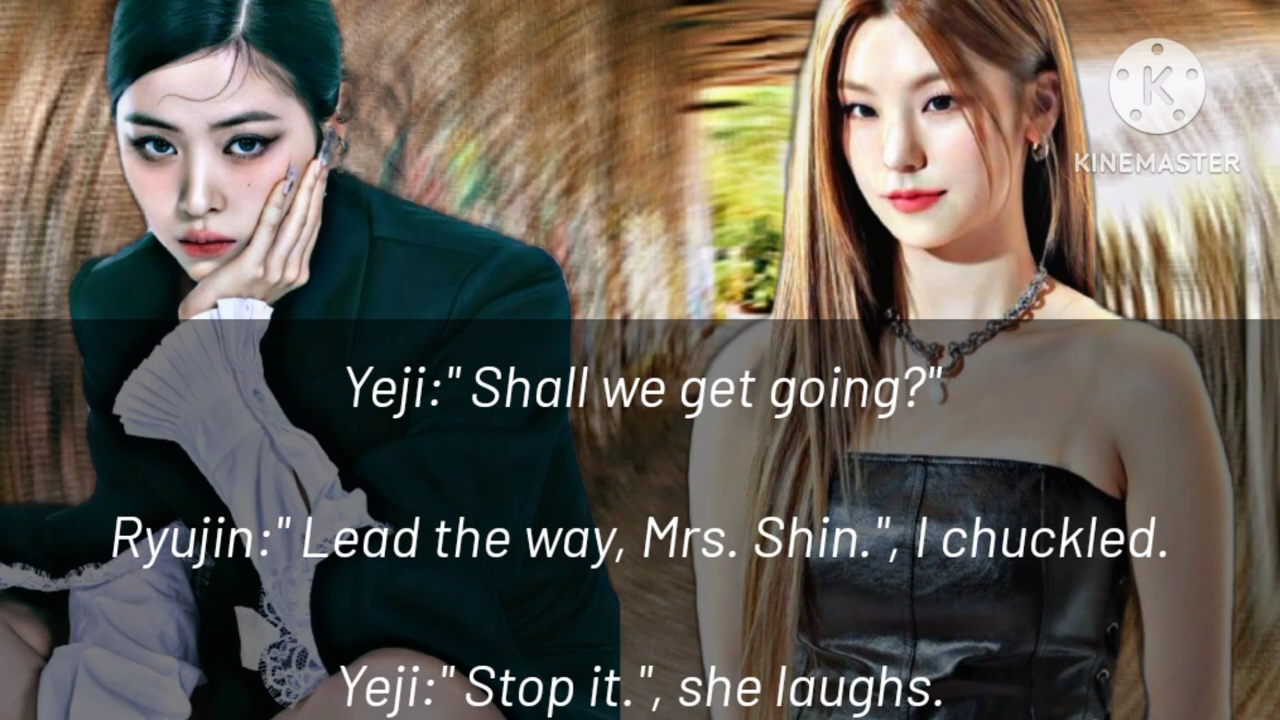 K
KINEMASTER
Yeji:" Shall we get going?"
Ryujin:" Lead the way, Mrs. Shin.", I chuckled.
Yeji:" Stop it.", she laughs.